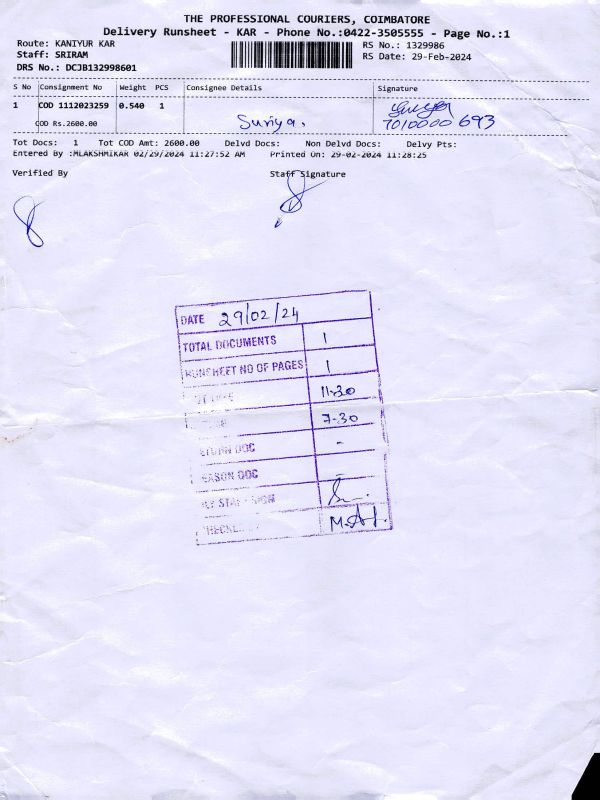 THE PROFESSIONAL COURIERS, COIMBATORE
Delivery Runsheet - KAR - Phone No.:0422-3505555 - Page No.:1
Route: KANIYUR KAR
Staff: SRIRAM
DRS No.: DCJB132998601
RS No.: 1329986
RS Date: 29-Feb-2024
S No Consignment No Weight PCS Consignee Details Signature
1 COD 1112023259 0.540 1
COD Rs.2600.00 Suriya. 7010000693
Tot Docs: 1 Tot COD Amt: 2600.00 Delvd Docs: Non Delvd Docs: Delvy Pts:
Entered By :MLAKSHMIKAR 02/29/2024 11:27:52 AM Printed On: 29-02-2024 11:28:25
Verified By Staff Signature
DATE 29/02/24
TOTAL DOCUMENTS 1
RUNSHEET NO OF PAGES 1
11-30
7-30
DOC -
DOC -
SIGN